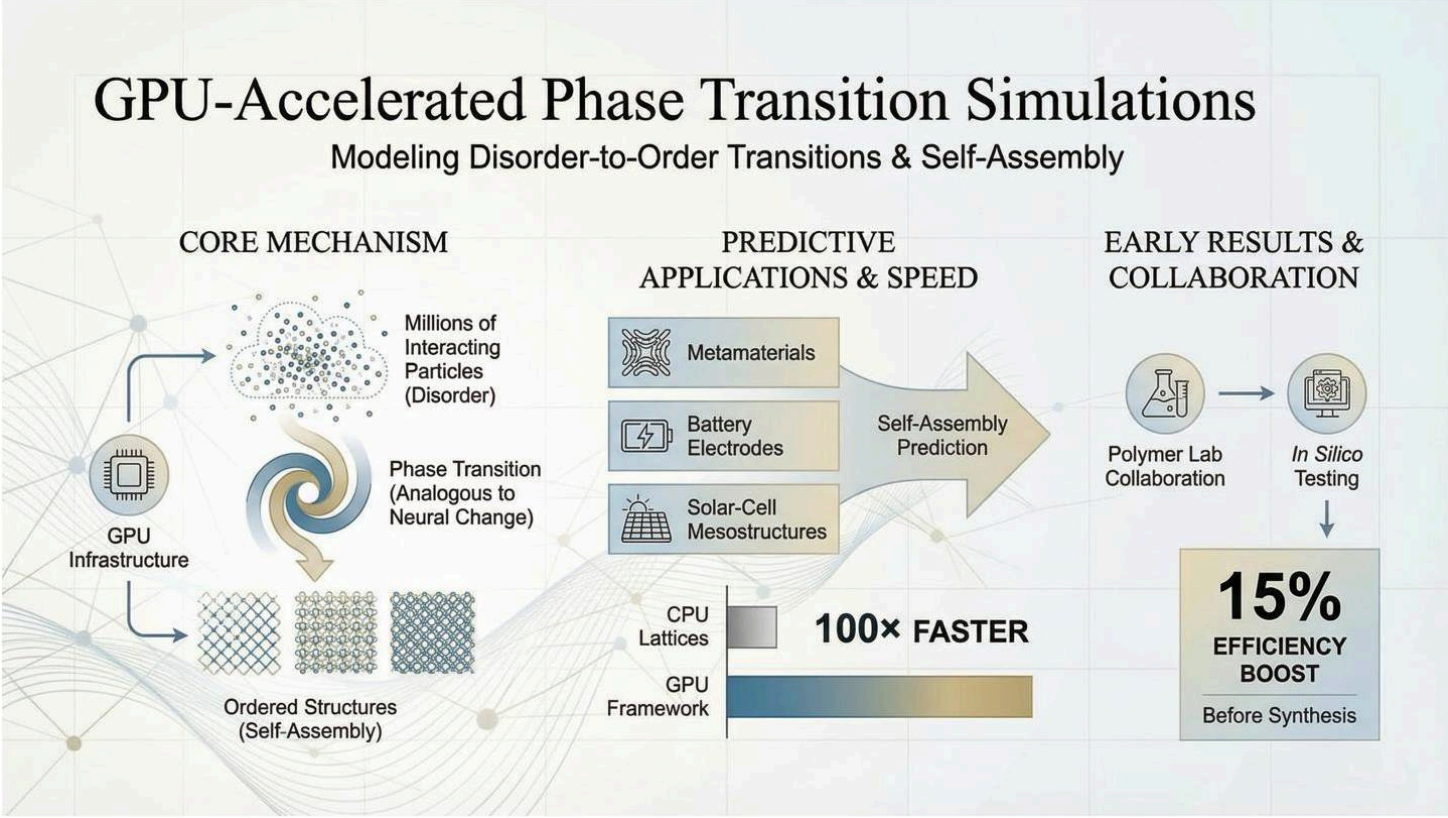 GPU-Accelerated Phase Transition Simulations
Modeling Disorder-to-Order Transitions & Self-Assembly
CORE MECHANISM
Millions of
Interacting
Particles
(Disorder)
GPU
Infrastructure
Phase Transition
(Analogous to
Neural Change)
Ordered Structures
(Self-Assembly)
PREDICTIVE
APPLICATIONS & SPEED
Metamaterials
Battery
Electrodes
Solar-Cell
Mesostructures
Self-Assembly
Prediction
CPU
Lattices
100× FASTER
GPU
Framework
EARLY RESULTS &
COLLABORATION
Polymer Lab
Collaboration
In Silico
Testing
15%
EFFICIENCY
BOOST
Before Synthesis